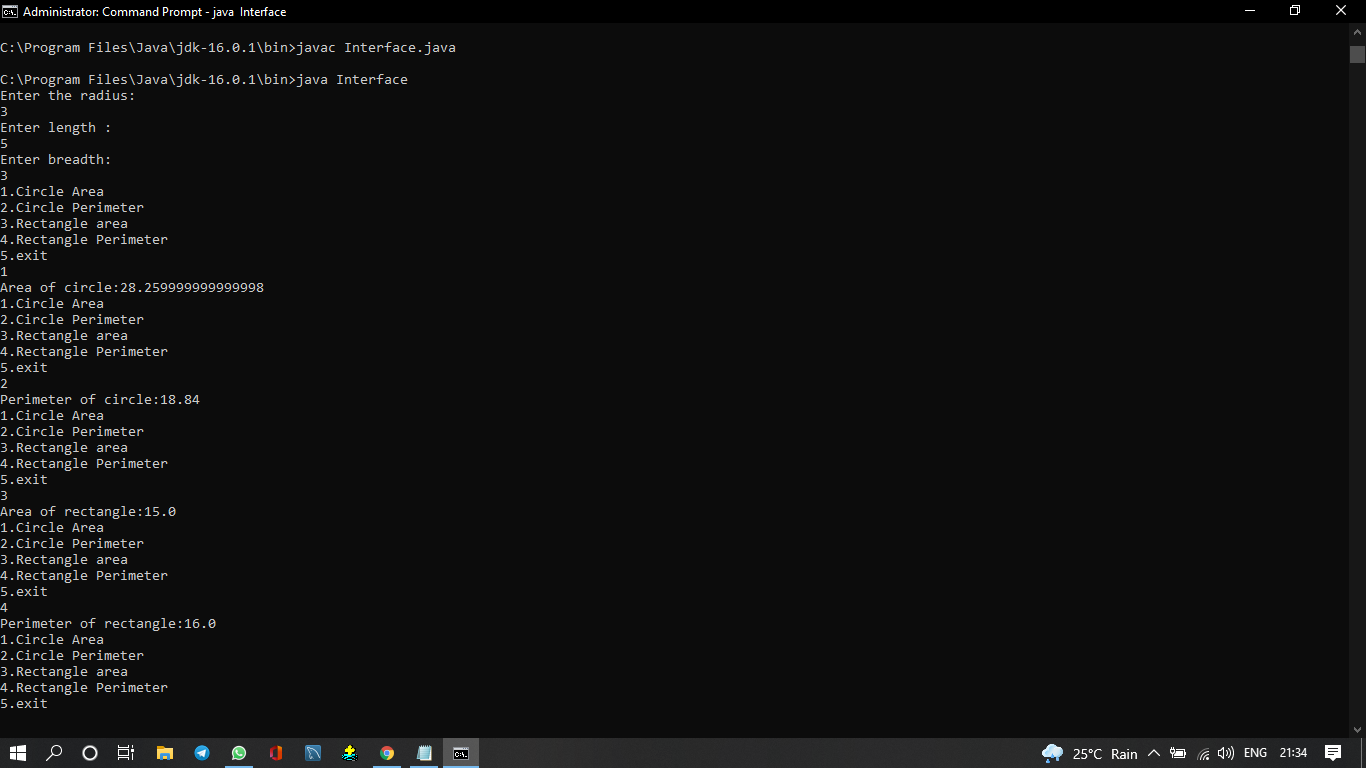 Administrator: Command Prompt - java  Interface
C:\Program Files\Java\jdk-16.0.1\bin>javac Interface.java
C:\Program Files\Java\jdk-16.0.1\bin>java Interface
Enter the radius:
3
Enter length :
5
Enter breadth:
3
1.Circle Area
2.Circle Perimeter
3.Rectangle area
4.Rectangle Perimeter
5.exit
1
Area of circle:28.259999999999998
1.Circle Area
2.Circle Perimeter
3.Rectangle area
4.Rectangle Perimeter
5.exit
2
Perimeter of circle:18.84
1.Circle Area
2.Circle Perimeter
3.Rectangle area
4.Rectangle Perimeter
5.exit
3
Area of rectangle:15.0
1.Circle Area
2.Circle Perimeter
3.Rectangle area
4.Rectangle Perimeter
5.exit
4
Perimeter of rectangle:16.0
1.Circle Area
2.Circle Perimeter
3.Rectangle area
4.Rectangle Perimeter
5.exit
25°C Rain ENG 21:34